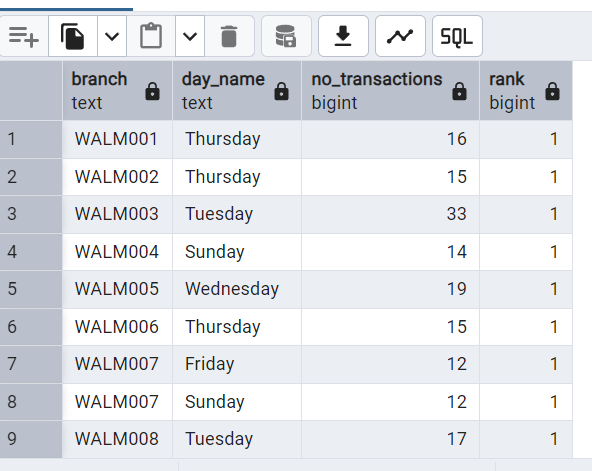 SQL
branch day_name no_transactions rank
text text bigint bigint
1 WALM001 Thursday 16 1
2 WALM002 Thursday 15 1
3 WALM003 Tuesday 33 1
4 WALM004 Sunday 14 1
5 WALM005 Wednesday 19 1
6 WALM006 Thursday 15 1
7 WALM007 Friday 12 1
8 WALM007 Sunday 12 1
9 WALM008 Tuesday 17 1